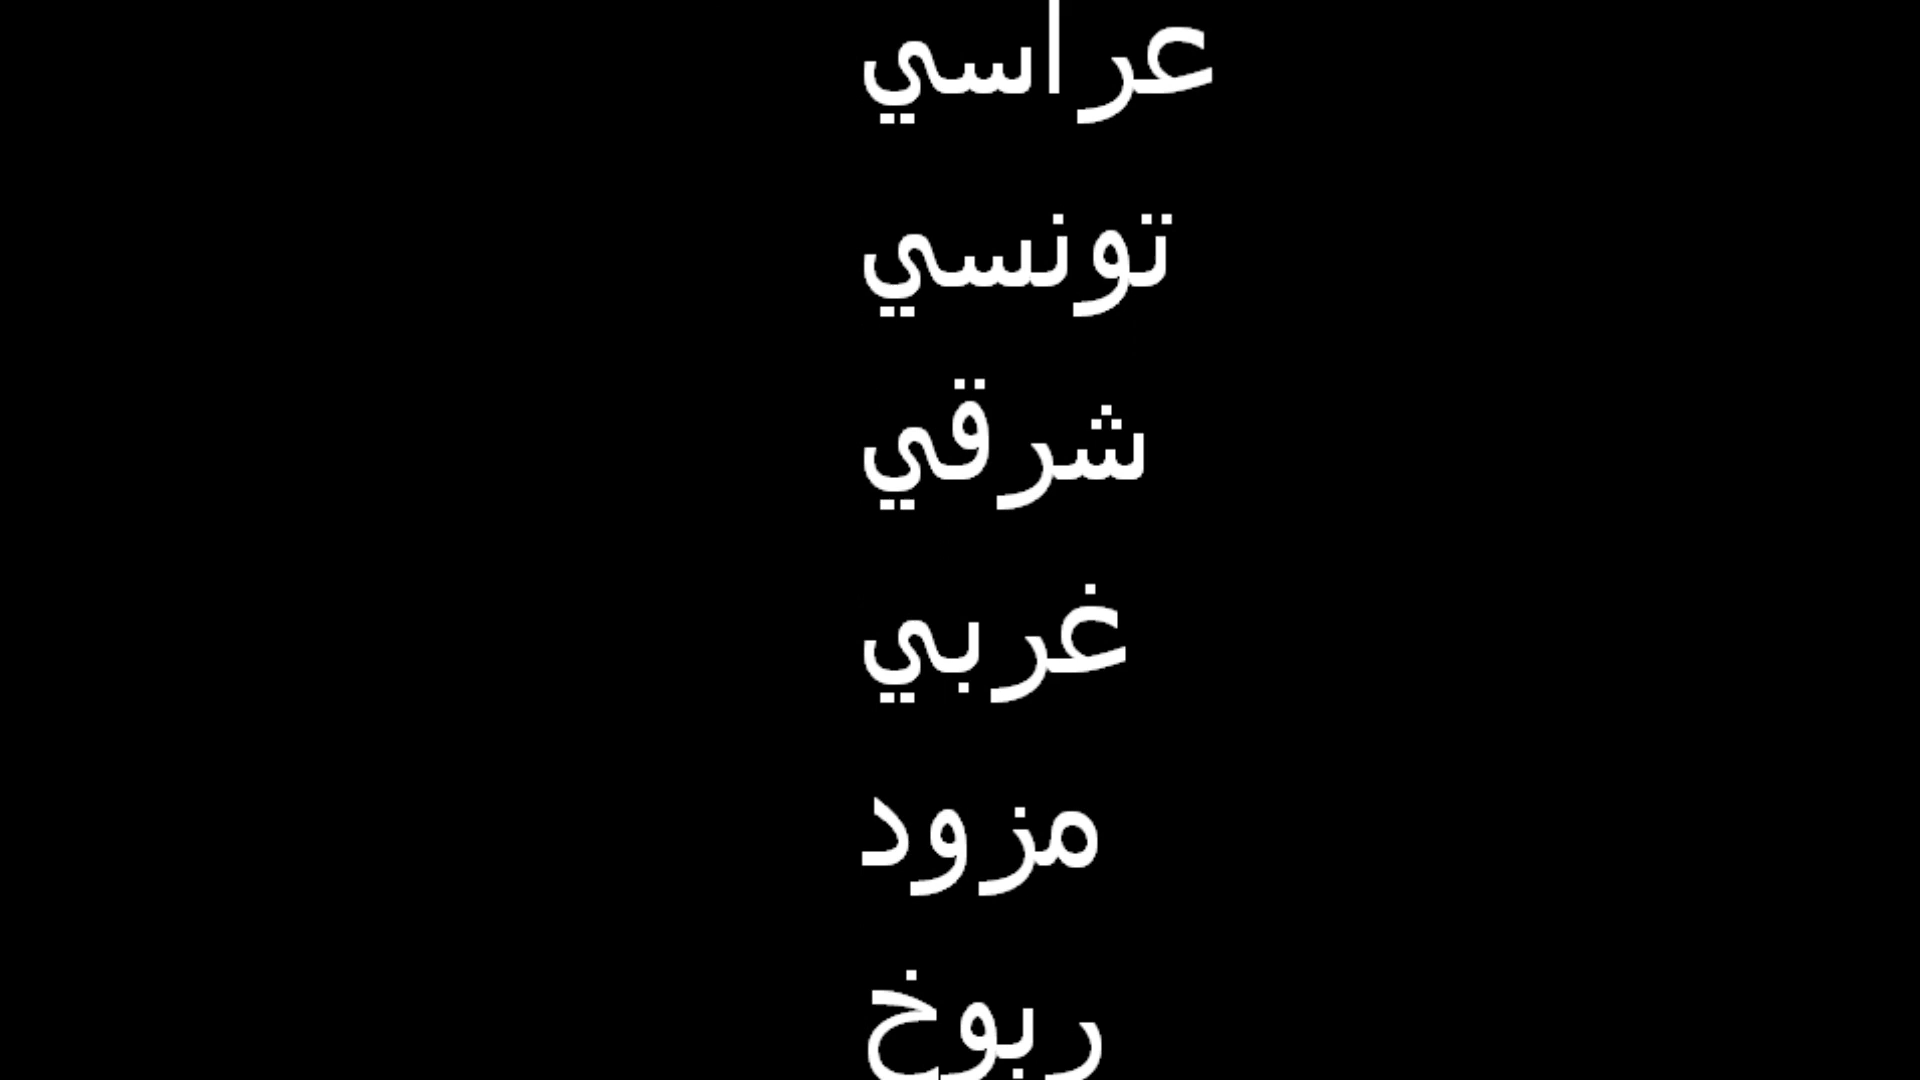 عراسي
تونسي
شرقي
غربي
مزود
ربوخ